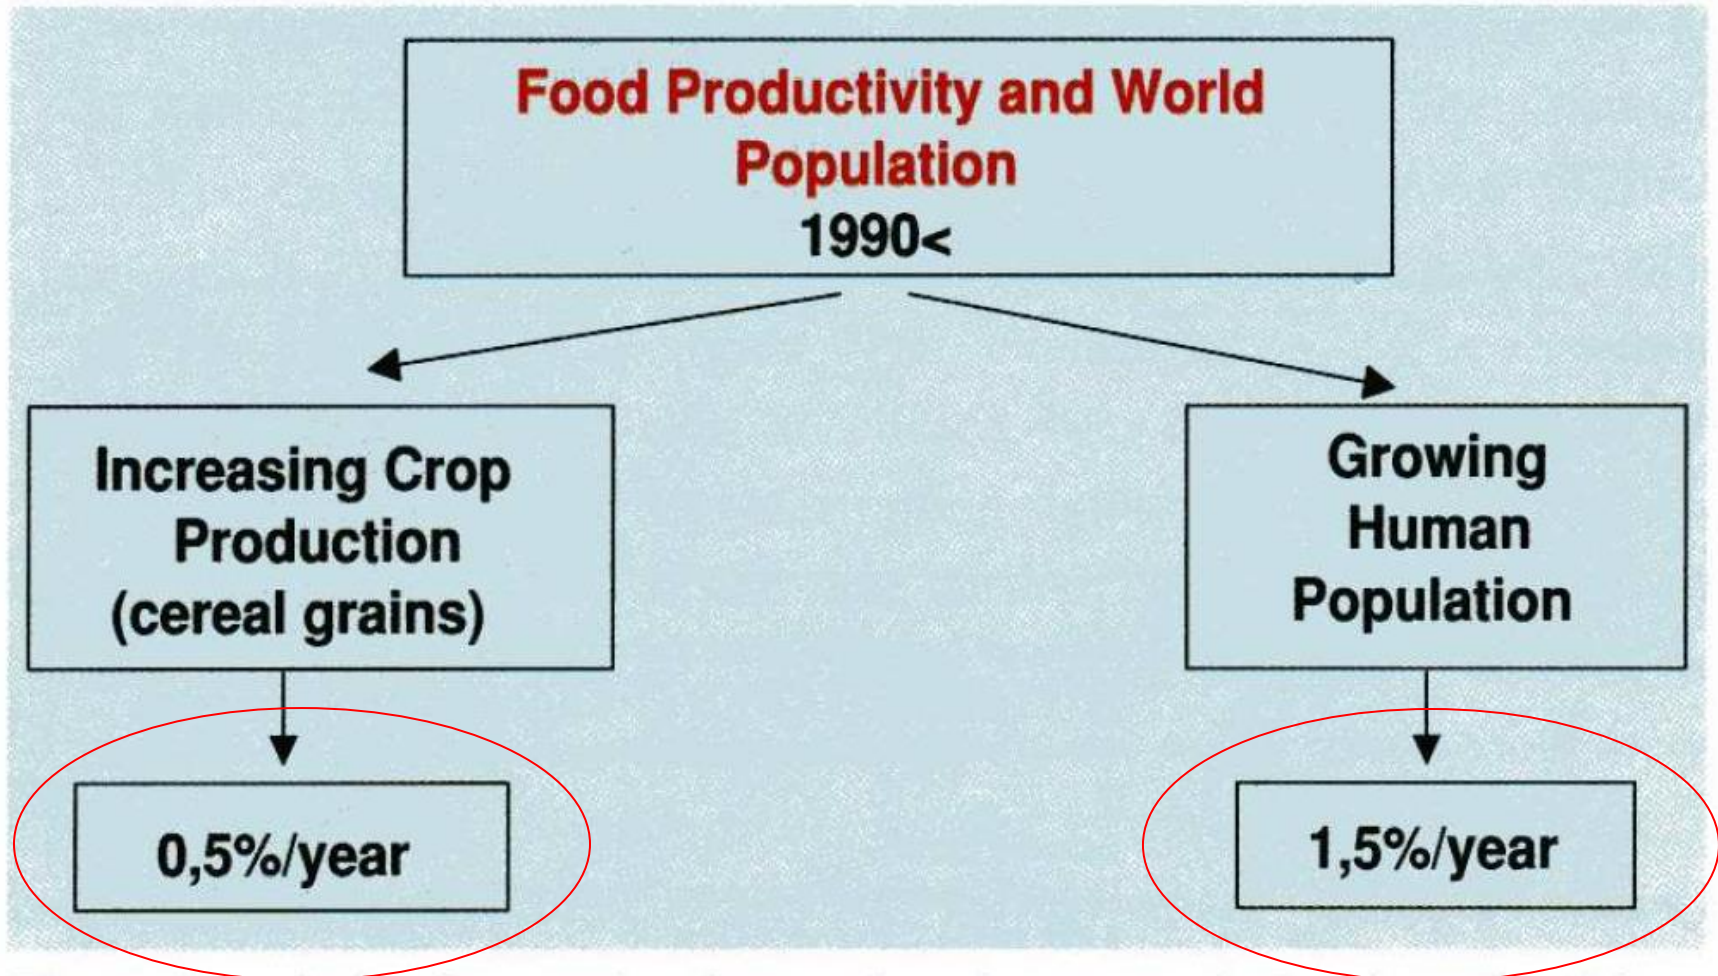 Food Productivity and World
Population
1990<
Increasing Crop
Production
(cereal grains)
Growing
Human
Population
0,5%/year
1,5%/year